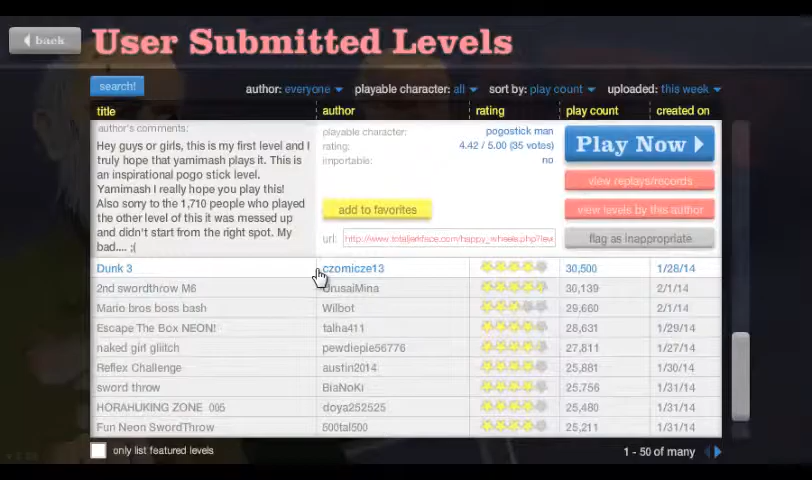 back
User Submitted Levels
search!
author: everyone playable character: all sort by: play count uploaded: this week
title author rating play count created on
author's comments:
Hey guys or girls, this is my first level and I
truly hope that yamimash plays it. This is
an inspirational pogo stick level.
Yamimash I really hope you play this!
Also sorry to the 1,710 people who played
the other level of this it was messed up
and didn't start from the right spot. My
bad.... ;(
playable character: pogostick man
rating: 4.42 / 5.00 (35 votes)
importable: no
add to favorites
url: http://www.totaljerkface.com/happy_wheels.php?lev
Play Now
view replays/records
view levels by this author
flag as inappropriate
Dunk 3 czomicze13 30,500 1/28/14
2nd swordthrow M6 UrusaiMina 30,139 2/1/14
Mario bros boss bash Wilbot 29,660 2/1/14
Escape The Box NEON! talha411 28,631 1/29/14
naked girl glitch pewdiepie56776 27,811 1/27/14
Reflex Challenge austin2014 25,881 1/30/14
sword throw BiaNoKi 25,756 1/31/14
HORAHUKING ZONE 005 doya252525 25,480 1/31/14
Fun Neon SwordThrow 500tal500 25,211 1/31/14
only list featured levels 1 - 50 of many